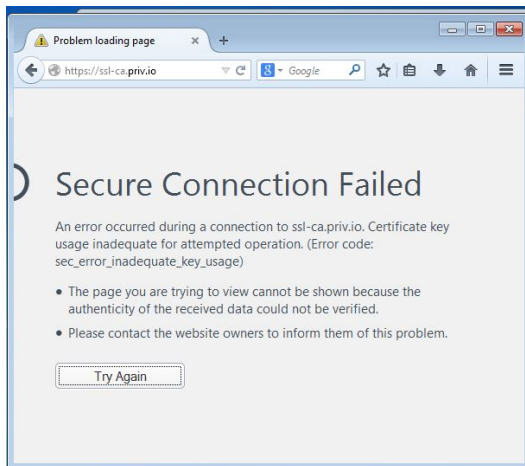 Problem loading page
https://ssl-ca.priv.io
Google
Secure Connection Failed
An error occurred during a connection to ssl-ca.priv.io. Certificate key
usage inadequate for attempted operation. (Error code:
sec_error_inadequate_key_usage)
• The page you are trying to view cannot be shown because the
authenticity of the received data could not be verified.
• Please contact the website owners to inform them of this problem.
Try Again